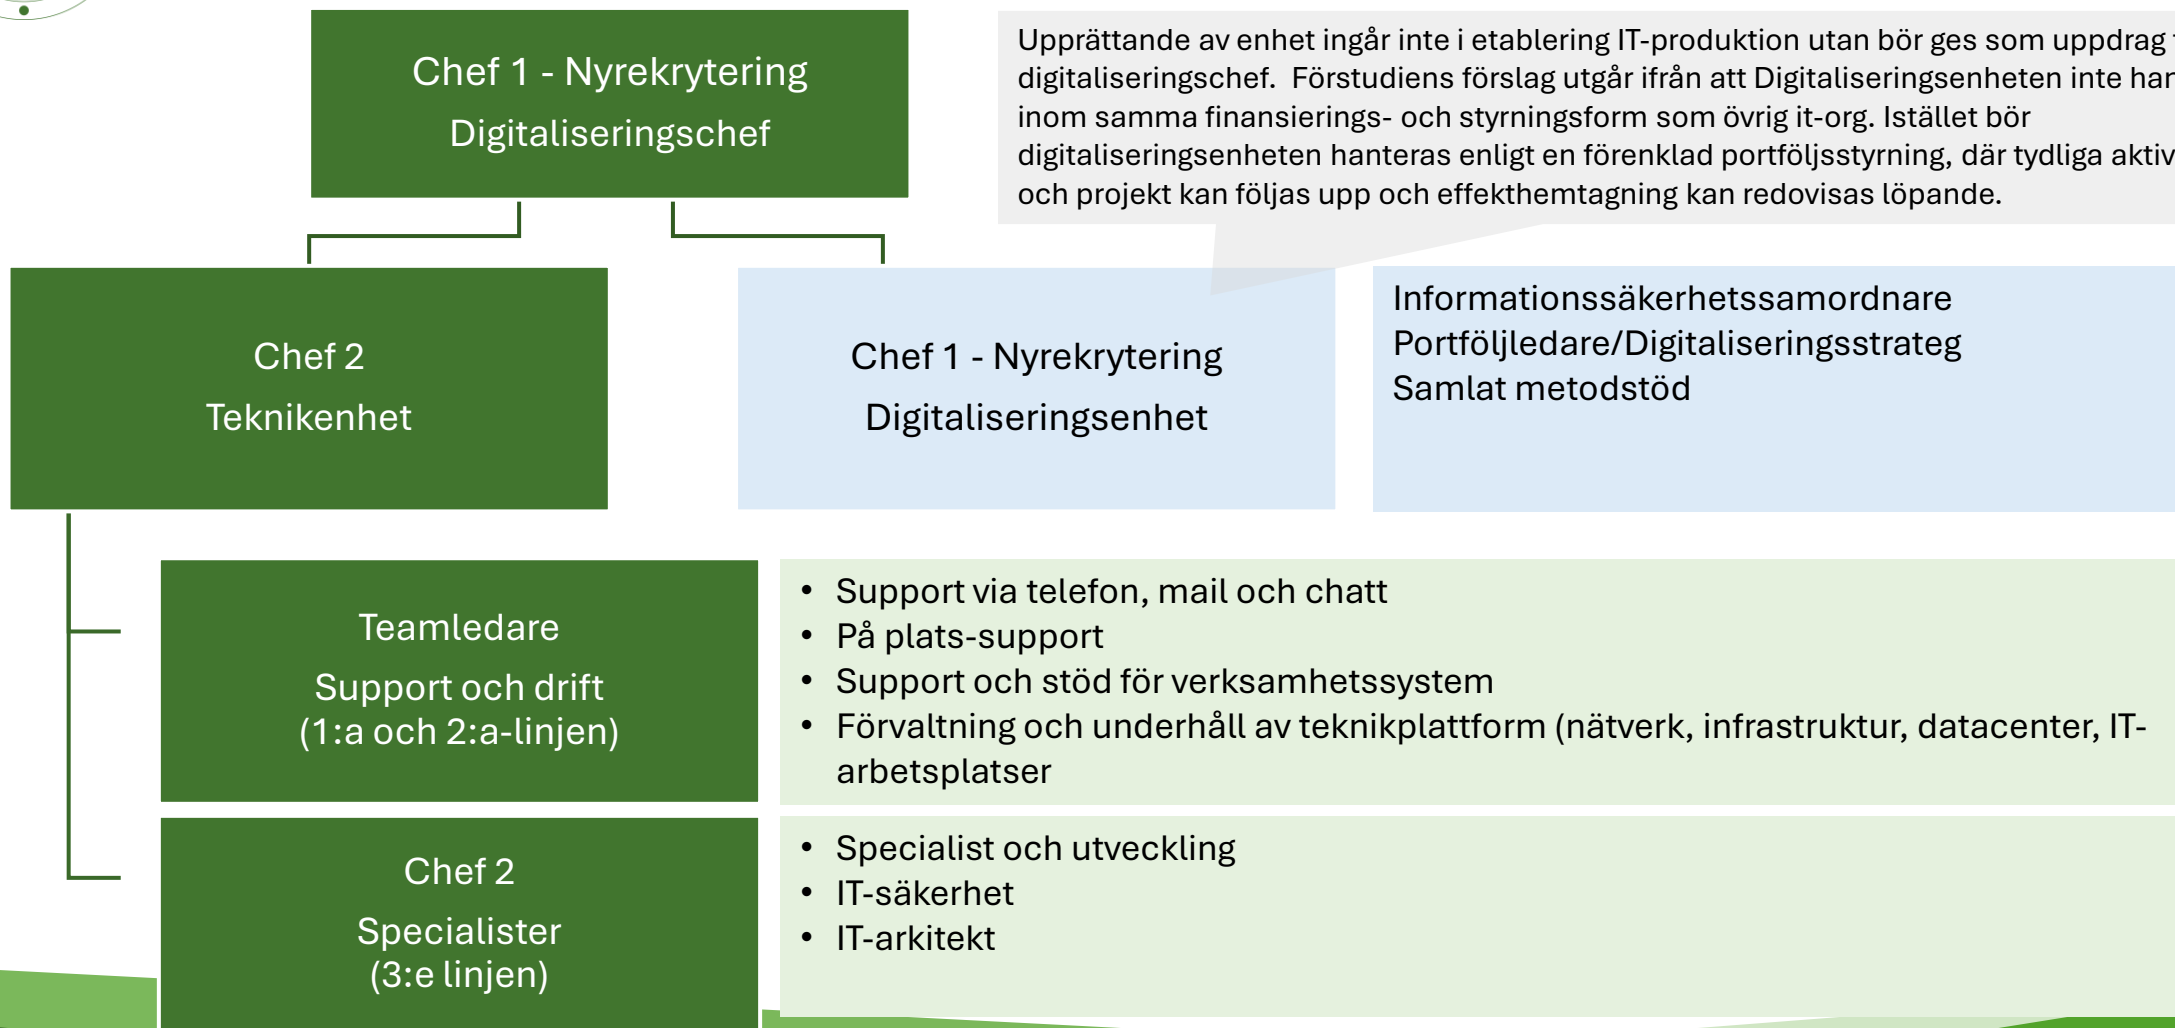 Chef 1 - Nyrekrytering
Digitaliseringschef
Upprättande av enhet ingår inte i etablering IT-produktion utan bör ges som uppdrag
digitaliseringschef.  Förstudiens förslag utgår ifrån att Digitaliseringsenheten inte
inom samma finansierings- och styrningsform som övrig it-org. Istället bör
digitaliseringsenheten hanteras enligt en förenklad portföljsstyrning, där tydliga
och projekt kan följas upp och effekthemtagning kan redovisas löpande.
Chef 2
Teknikenhet
Chef 1 - Nyrekrytering
Digitaliseringsenhet
Informationssäkerhetssamordnare
Portföljledare/Digitaliseringsstrateg
Samlat metodstöd
Teamledare
Support och drift
(1:a och 2:a-linjen)
• Support via telefon, mail och chatt
• På plats-support
• Support och stöd för verksamhetssystem
• Förvaltning och underhåll av teknikplattform (nätverk, infrastruktur, datacenter, IT-
arbetsplatser
Chef 2
Specialister
(3:e linjen)
• Specialist och utveckling
• IT-säkerhet
• IT-arkitekt